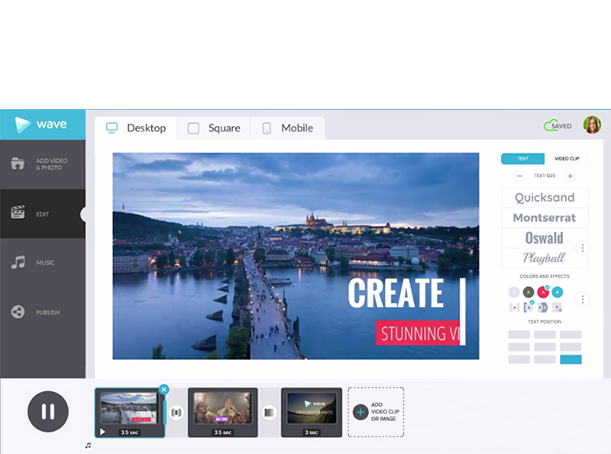 wave
Desktop
Square
Mobile
SAVED
ADD VIDEO
& PHOTO
EDIT
MUSIC
PUBLISH
CREATE
STUNNING VI
TEXT
VIDEO CLIP
TEXT SIZE
Quicksand
Montserrat
Oswald
Playball
COLORS AND EFFECTS
TEXT POSITION
3.5 sec
3.5 sec
wave
3 sec
ADD
VIDEO CLIP
OR IMAGE